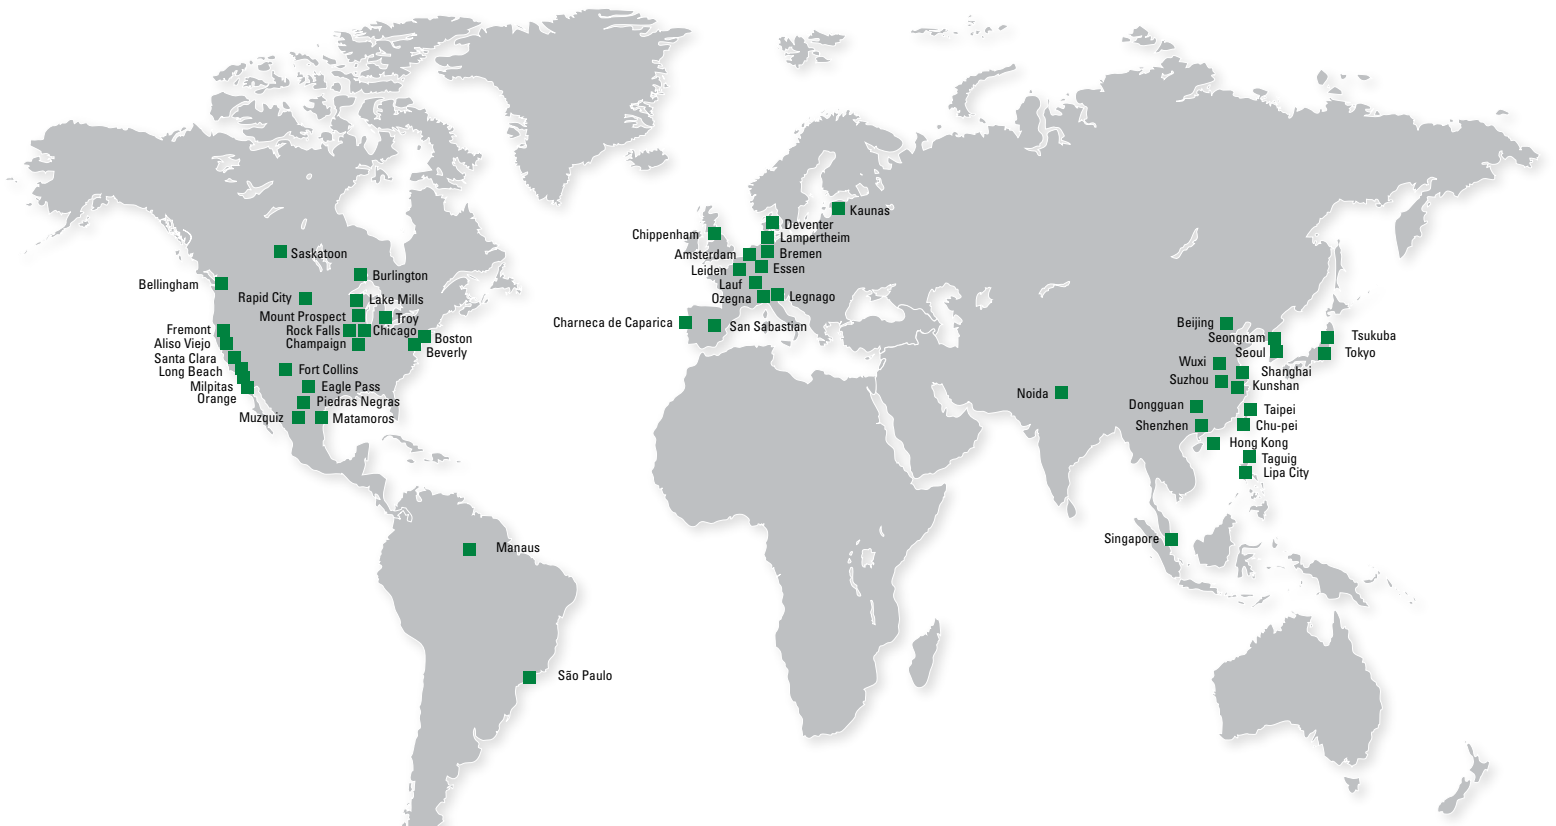 Saskatoon
Burlington
Bellingham
Rapid City
Lake Mills
Mount Prospect
Troy
Fremont
Rock Falls
Chicago
Boston
Aliso Viejo
Champaign
Beverly
Santa Clara
Long Beach
Fort Collins
Milpitas
Eagle Pass
Orange
Piedras Negras
Muzquiz
Matamoros
Manaus
São Paulo
Kaunas
Chippenham
Deventer
Lampertheim
Amsterdam
Bremen
Leiden
Essen
Lauf
Ozegna
Legnago
Charneca de Caparica
San Sabastian
Noida
Beijing
Seongnam
Tsukuba
Seoul
Tokyo
Wuxi
Shanghai
Suzhou
Kunshan
Dongguan
Taipei
Shenzhen
Chu-pei
Hong Kong
Taguig
Lipa City
Singapore